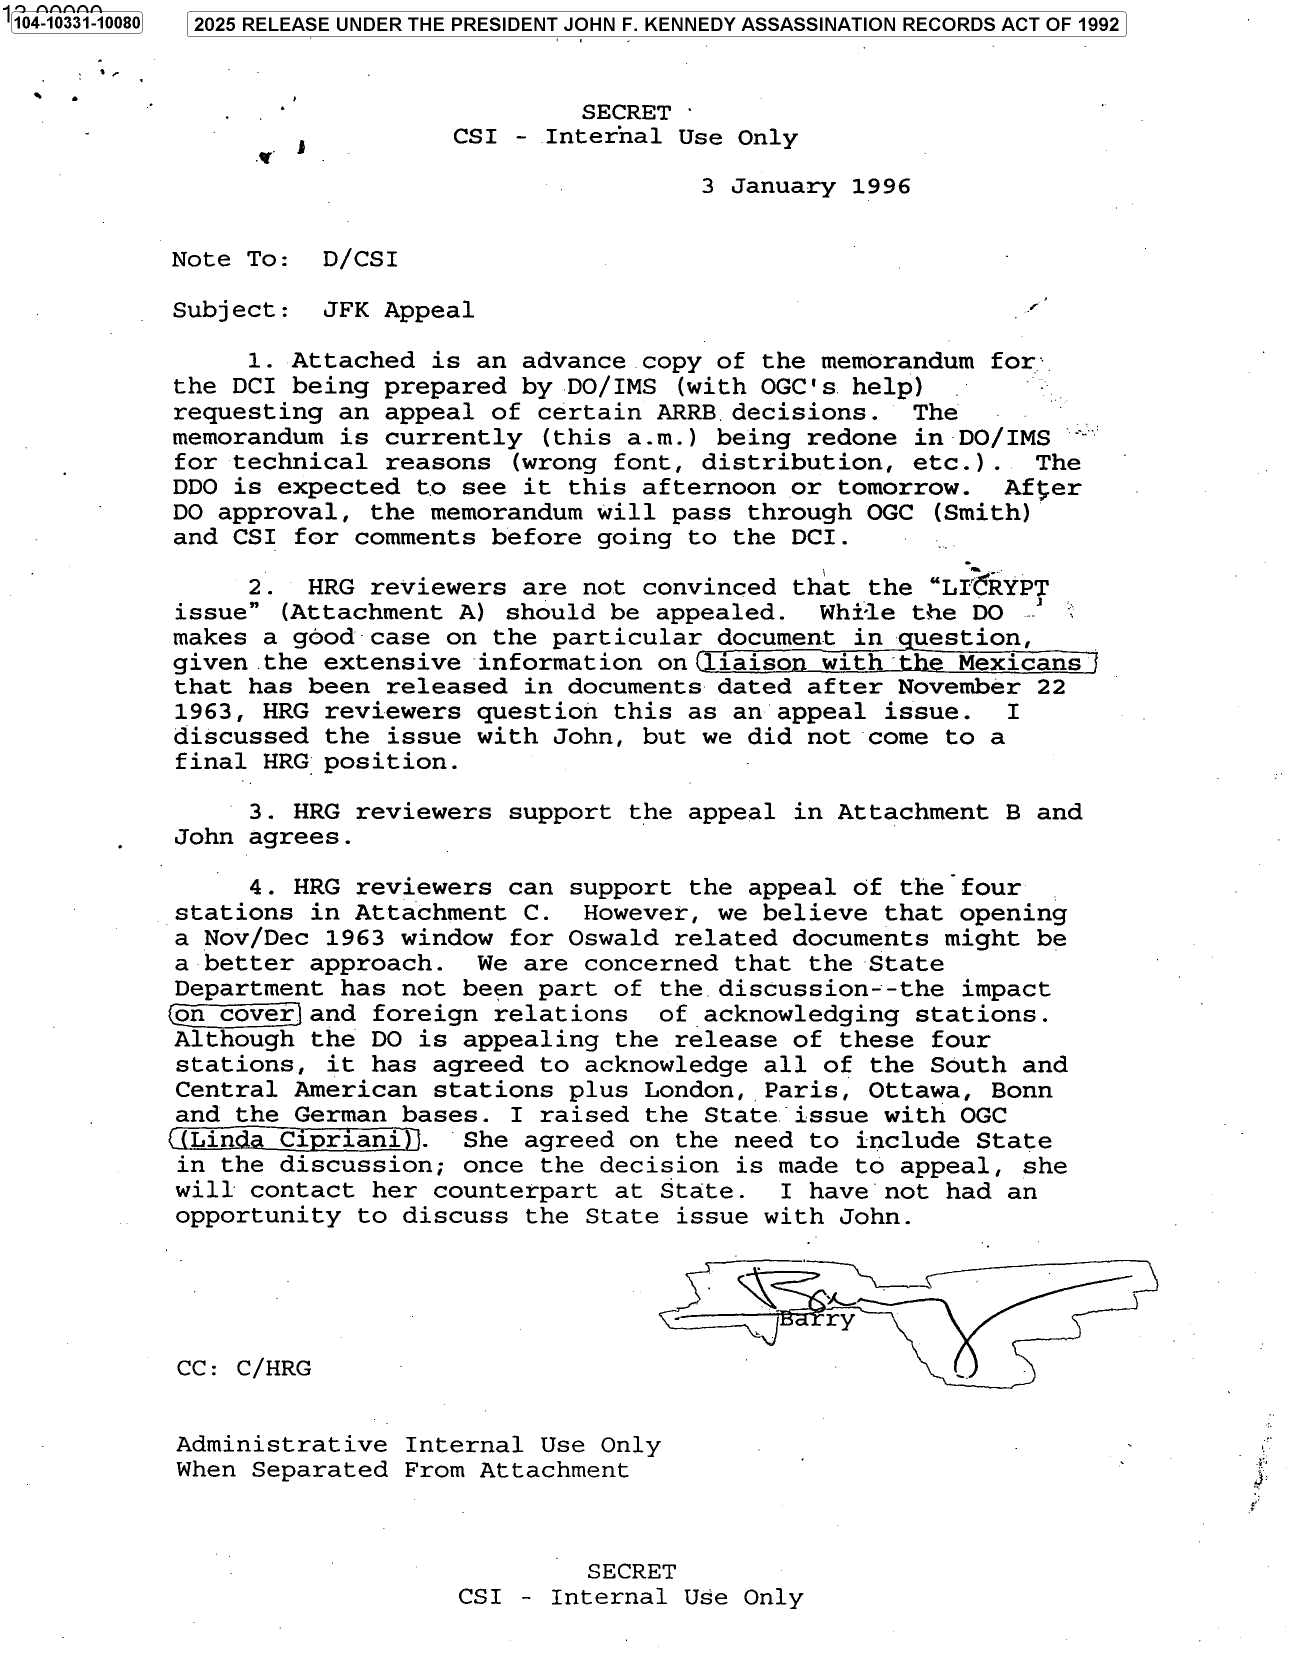 104-10331-10080
2025 RELEASE UNDER THE PRESIDENT JOHN F. KENNEDY ASSASSINATION RECORDS ACT OF 1992
SECRET
CSI - Internal Use Only
3 January 1996
Note To: D/CSI
Subject: JFK Appeal
1. Attached is an advance copy of the memorandum for
the DCI being prepared by DO/IMS (with OGC's help)
requesting an appeal of certain ARRB decisions. The
memorandum is currently (this a.m.) being redone in DO/IMS
for technical reasons (wrong font, distribution, etc.). The
DDO is expected to see it this afternoon or tomorrow. After
DO approval, the memorandum will pass through OGC (Smith)
and CSI for comments before going to the DCI.
2. HRG reviewers are not convinced that the “LICRYPT
issue” (Attachment A) should be appealed. While the DO
makes a good case on the particular document in question,
given the extensive information on liaison with the Mexicans
that has been released in documents dated after November 22
1963, HRG reviewers question this as an appeal issue. I
discussed the issue with John, but we did not come to a
final HRG position.
3. HRG reviewers support the appeal in Attachment B and
John agrees.
4. HRG reviewers can support the appeal of the four
stations in Attachment C. However, we believe that opening
a Nov/Dec 1963 window for Oswald related documents might be
a better approach. We are concerned that the State
Department has not been part of the discussion--the impact
on cover and foreign relations of acknowledging stations.
Although the DO is appealing the release of these four
stations, it has agreed to acknowledge all of the South and
Central American stations plus London, Paris, Ottawa, Bonn
and the German bases. I raised the State issue with OGC
(Linda Cipriani). She agreed on the need to include State
in the discussion; once the decision is made to appeal, she
will contact her counterpart at State. I have not had an
opportunity to discuss the State issue with John.
Barry
CC: C/HRG
Administrative Internal Use Only
When Separated From Attachment
SECRET
CSI - Internal Use Only